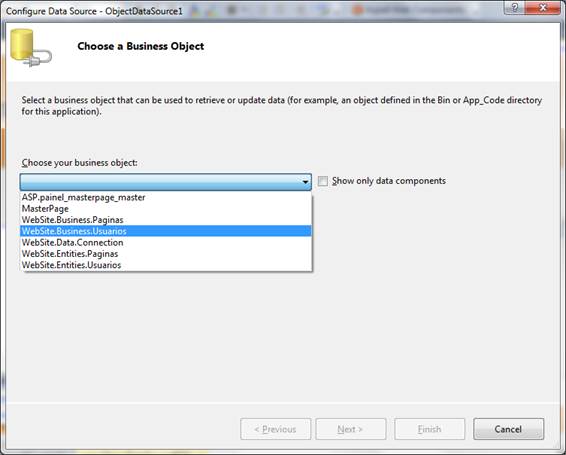 Configure Data Source - ObjectDataSource1
Choose a Business Object
Select a business object that can be used to retrieve or update data (for example, an object defined in the Bin or App_Code directory
for this application).
Choose your business object:
Show only data components
ASP.painel_masterpage_master
MasterPage
WebSite.Business.Paginas
WebSite.Business.Usuarios
WebSite.Data.Connection
WebSite.Entities.Paginas
WebSite.Entities.Usuarios
< Previous
Next >
Finish
Cancel